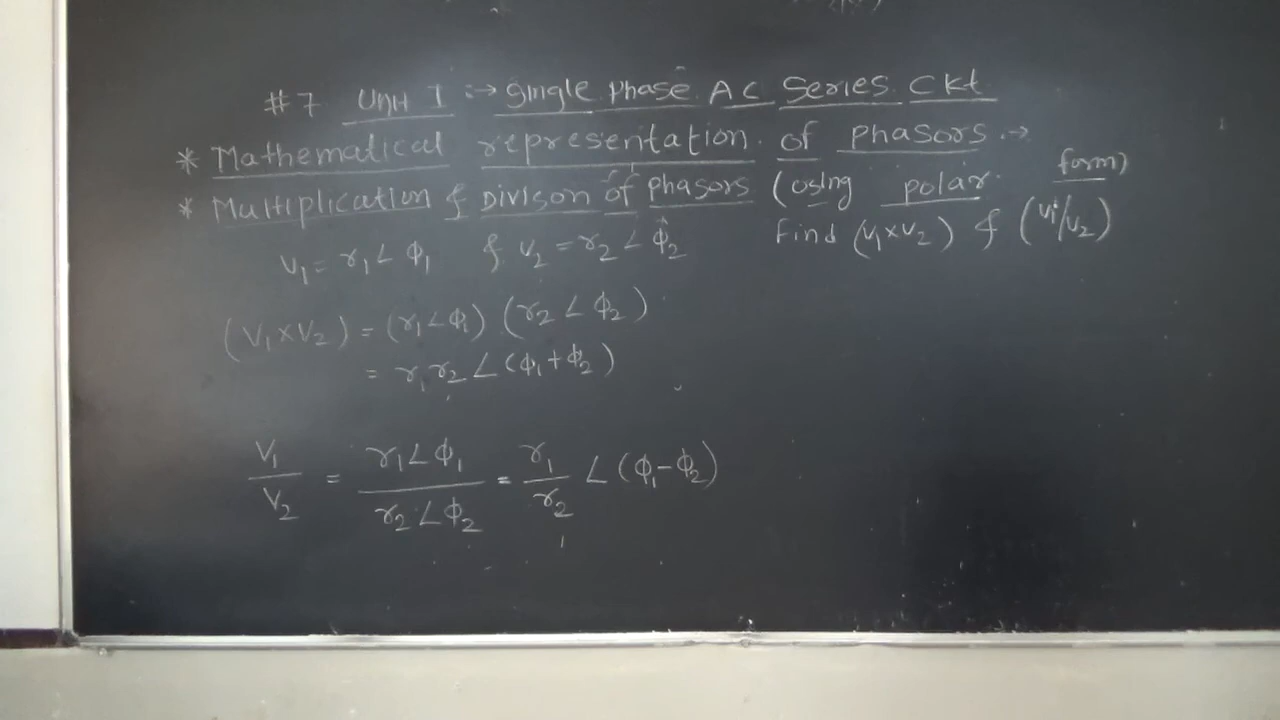 #7 Unit I :→ Single Phase AC Series Ckt
* Mathematical representation of phasors :→
* Multiplication & Divison of phasors (using polar form)
V₁ = r₁∠ϕ₁ & V₂ = r₂∠ϕ₂ Find (V₁×V₂) & (V₁/V₂)
(V₁×V₂) = (r₁∠ϕ₁) (r₂∠ϕ₂)
= r₁r₂∠(ϕ₁+ϕ₂)
V₁/V₂ = r₁∠ϕ₁/r₂∠ϕ₂ = r₁/r₂ ∠(ϕ₁-ϕ₂)